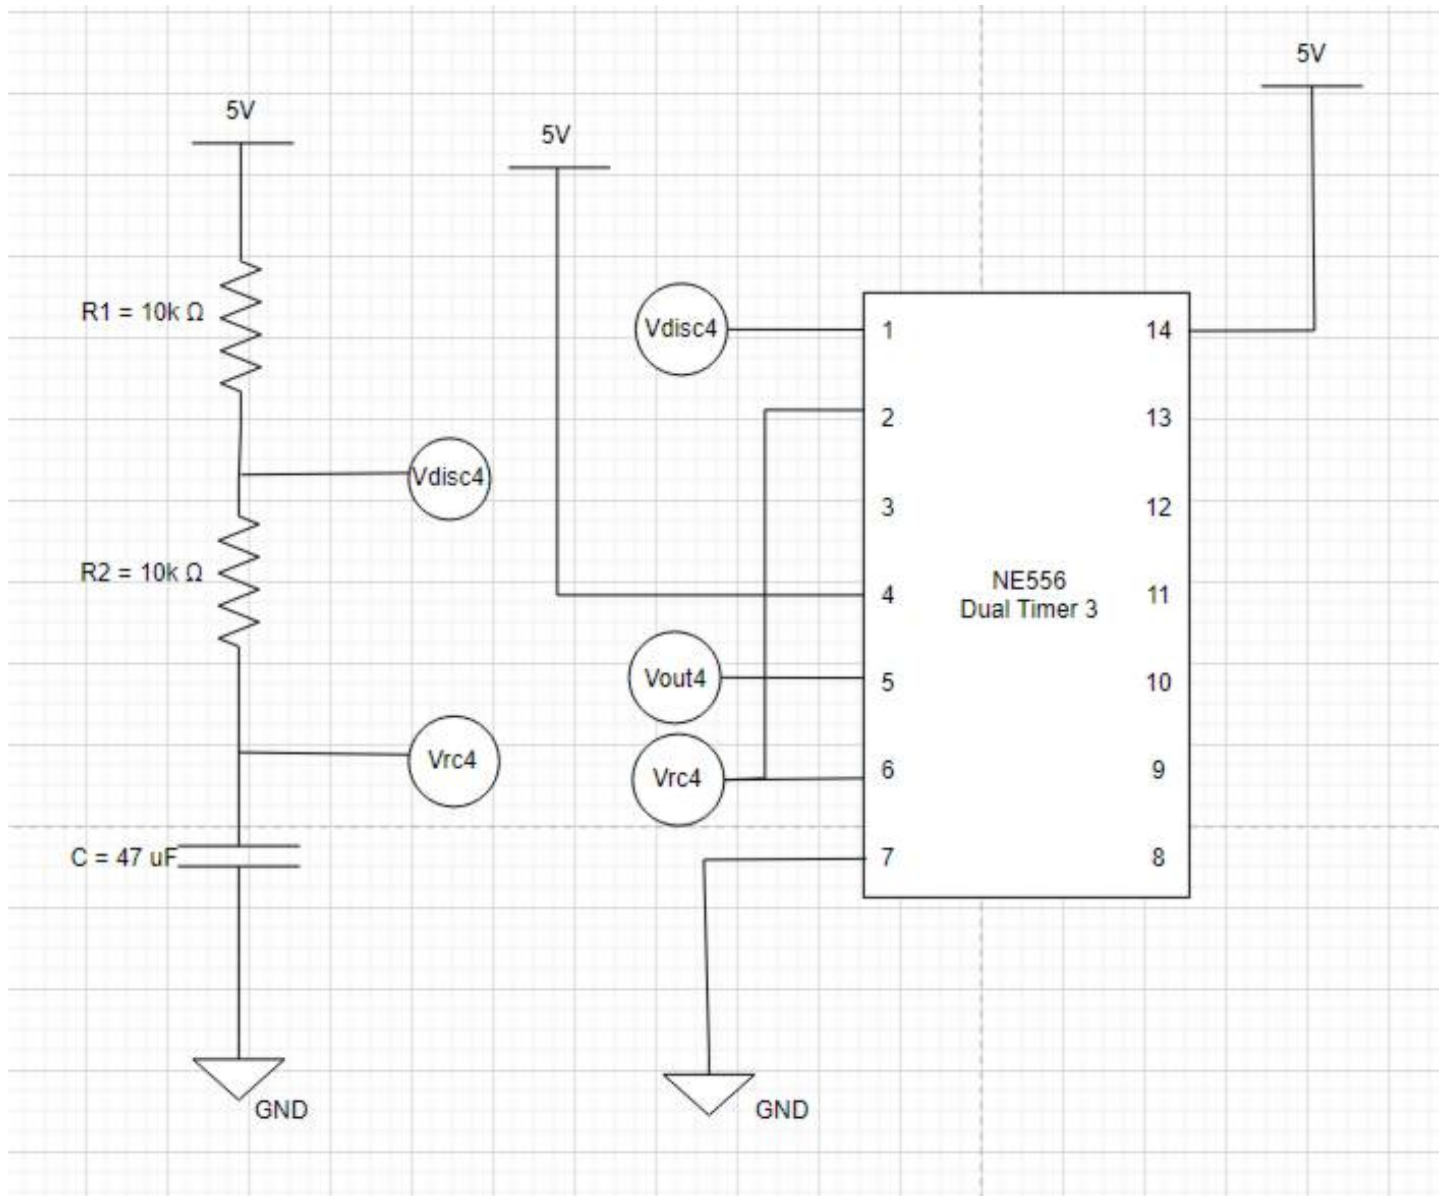 5V
5V
5V
R1 = 10k Ω
Vdisc4
R2 = 10k Ω
Vrc4
C = 47 uF
GND
Vdisc4
Vout4
Vrc4
GND
1
2
3
4
5
6
7
NE556
Dual Timer 3
14
13
12
11
10
9
8